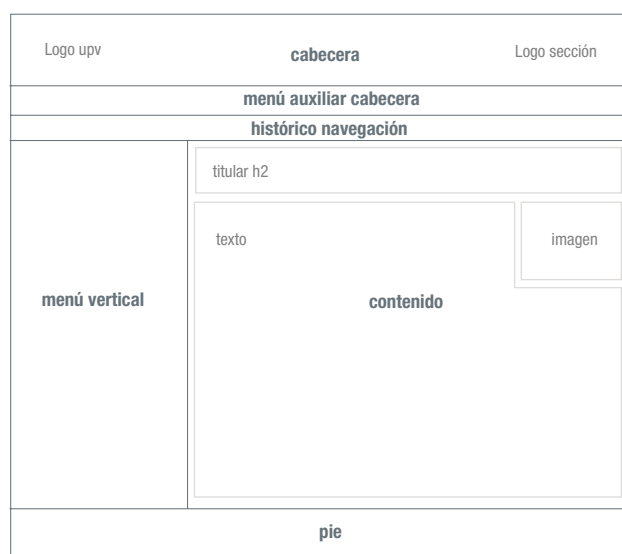 Logo upv
cabecera
Logo sección
menú auxiliar cabecera
histórico navegación
titular h2
texto
imagen
menú vertical
contenido
pie